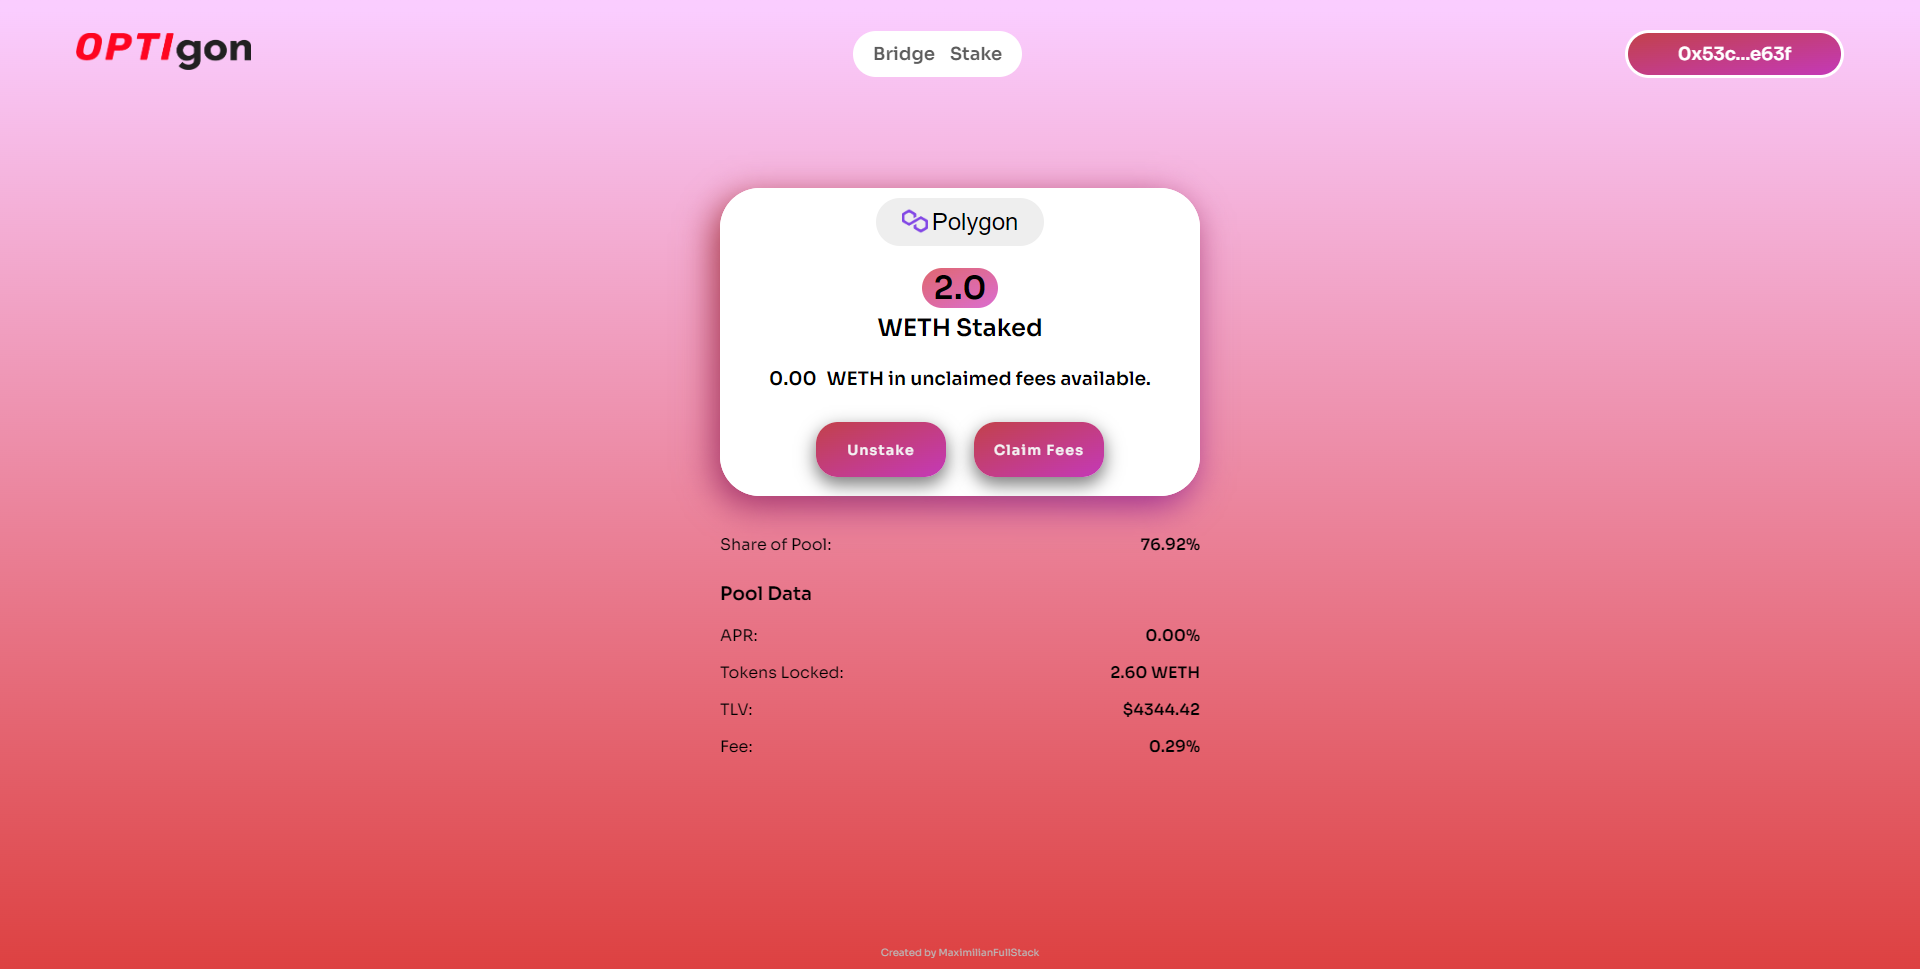 OPTIgon
Bridge Stake
0x53c...e63f
Polygon
2.0
WETH Staked
0.00 WETH in unclaimed fees available.
Unstake Claim Fees
Share of Pool: 76.92%
Pool Data
APR: 0.00%
Tokens Locked: 2.60 WETH
TLV: $4344.42
Fee: 0.29%
Created by MaximilianFullStack